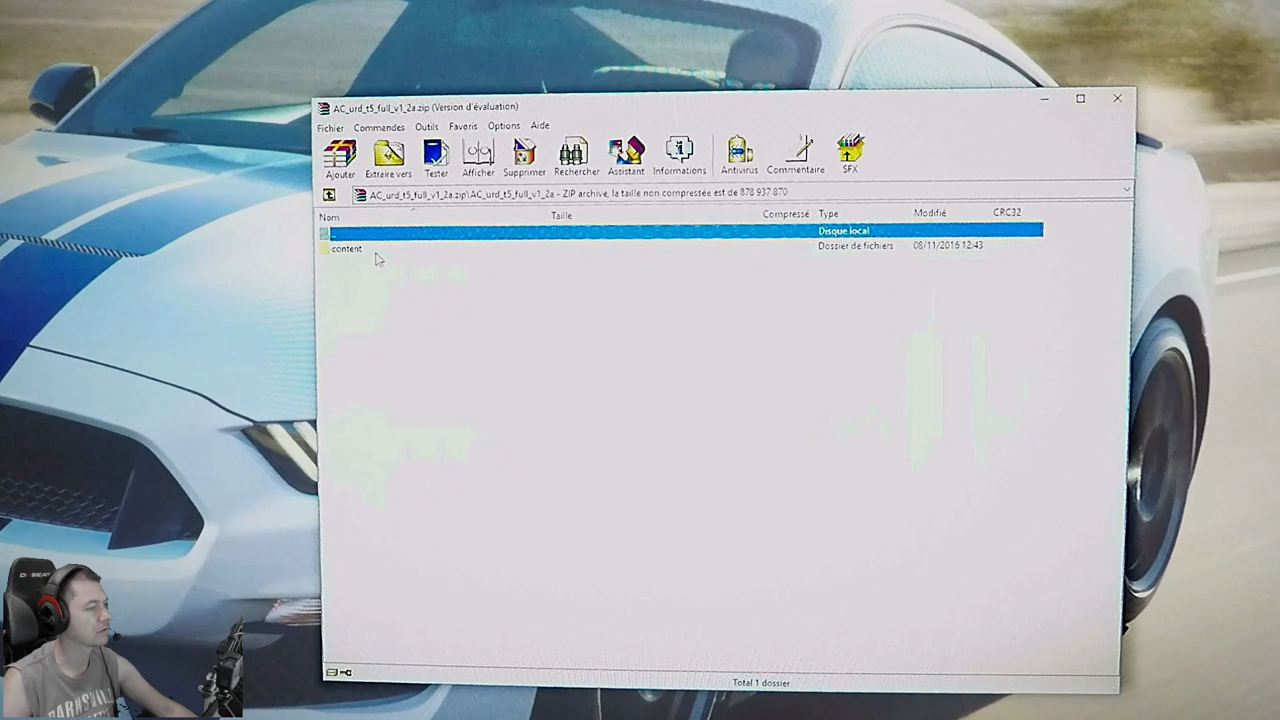 AC_urd_t5_full_v1_2a.zip (Version d'évaluation)
Fichier Commandes Outils Favoris Options Aide
Ajouter Extraire vers Tester Afficher Supprimer Rechercher Assistant Informations Antivirus Commentaire SFX
AC_urd_t5_full_v1_2a.zip\AC_urd_t5_full_v1_2a - ZIP archive, la taille non compressée est de 878 937 870
Nom Taille Compressé Type Modifié CRC32
.. Disque local
content Dossier de fichiers 08/11/2016 12:43
Total 1 dossier